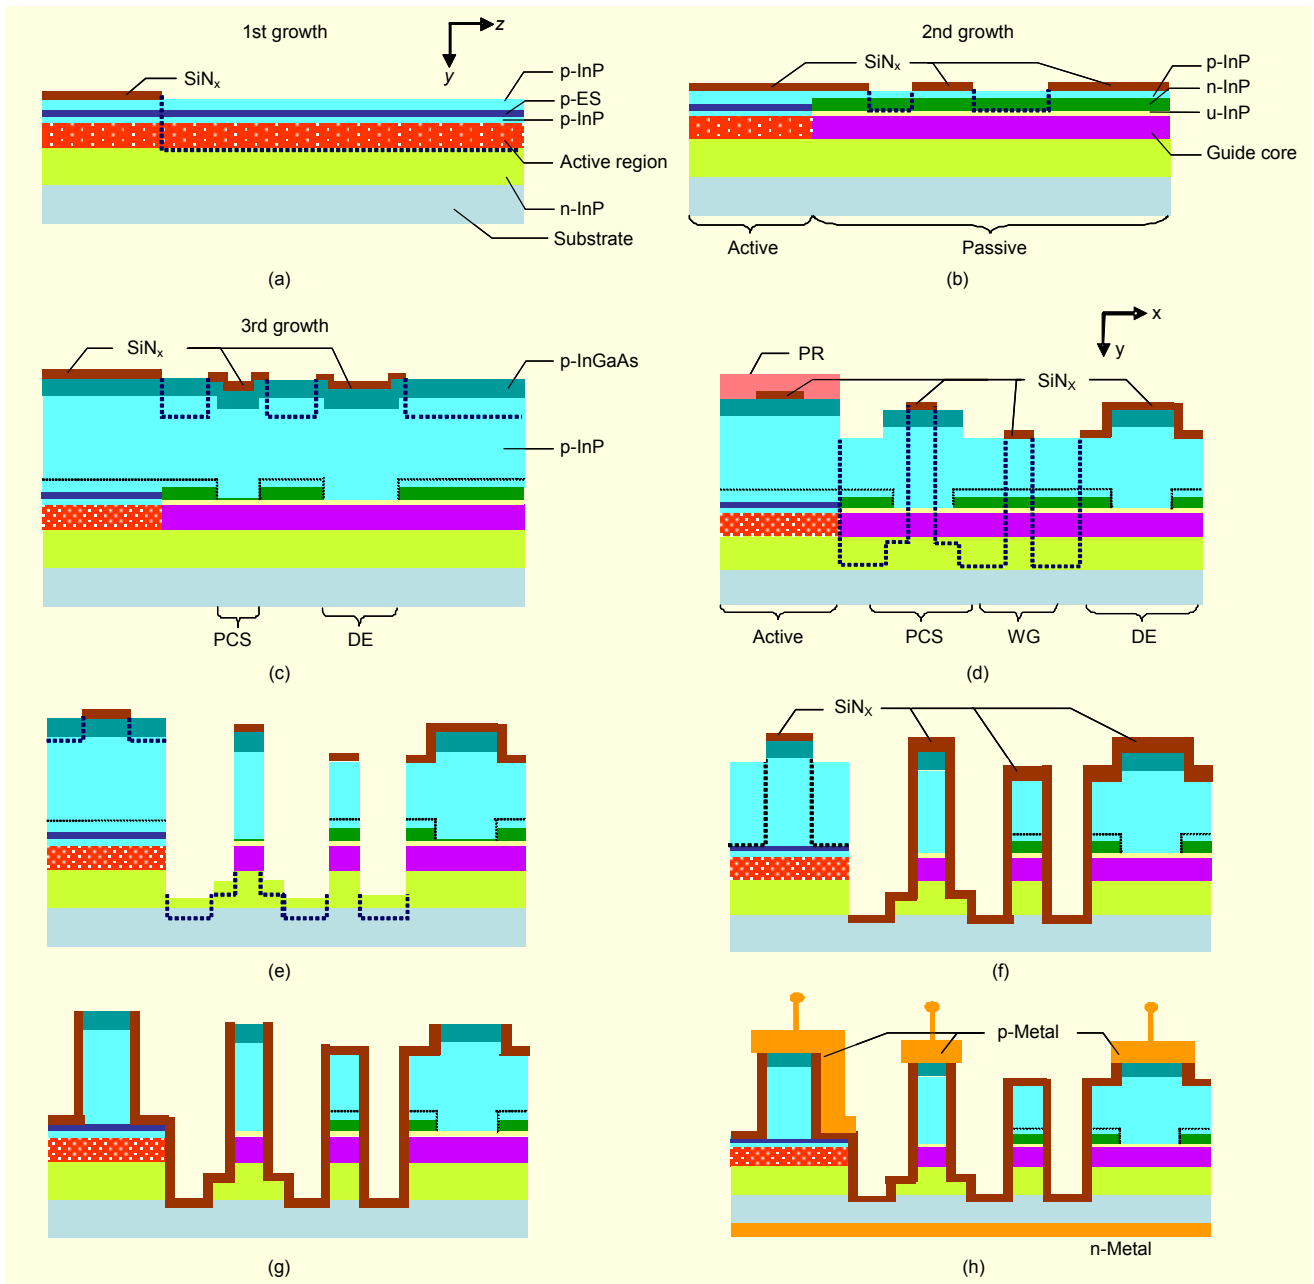 1st growth
z
y
SiNx
p-InP
p-ES
p-InP
Active region
n-InP
Substrate
(a)
2nd growth
SiNx
p-InP
n-InP
u-InP
Guide core
Active
Passive
(b)
3rd growth
SiNx
p-InGaAs
p-InP
PCS
DE
(c)
x
y
PR
SiNX
Active
PCS
WG
DE
(d)
(e)
SiNX
(f)
(g)
p-Metal
n-Metal
(h)